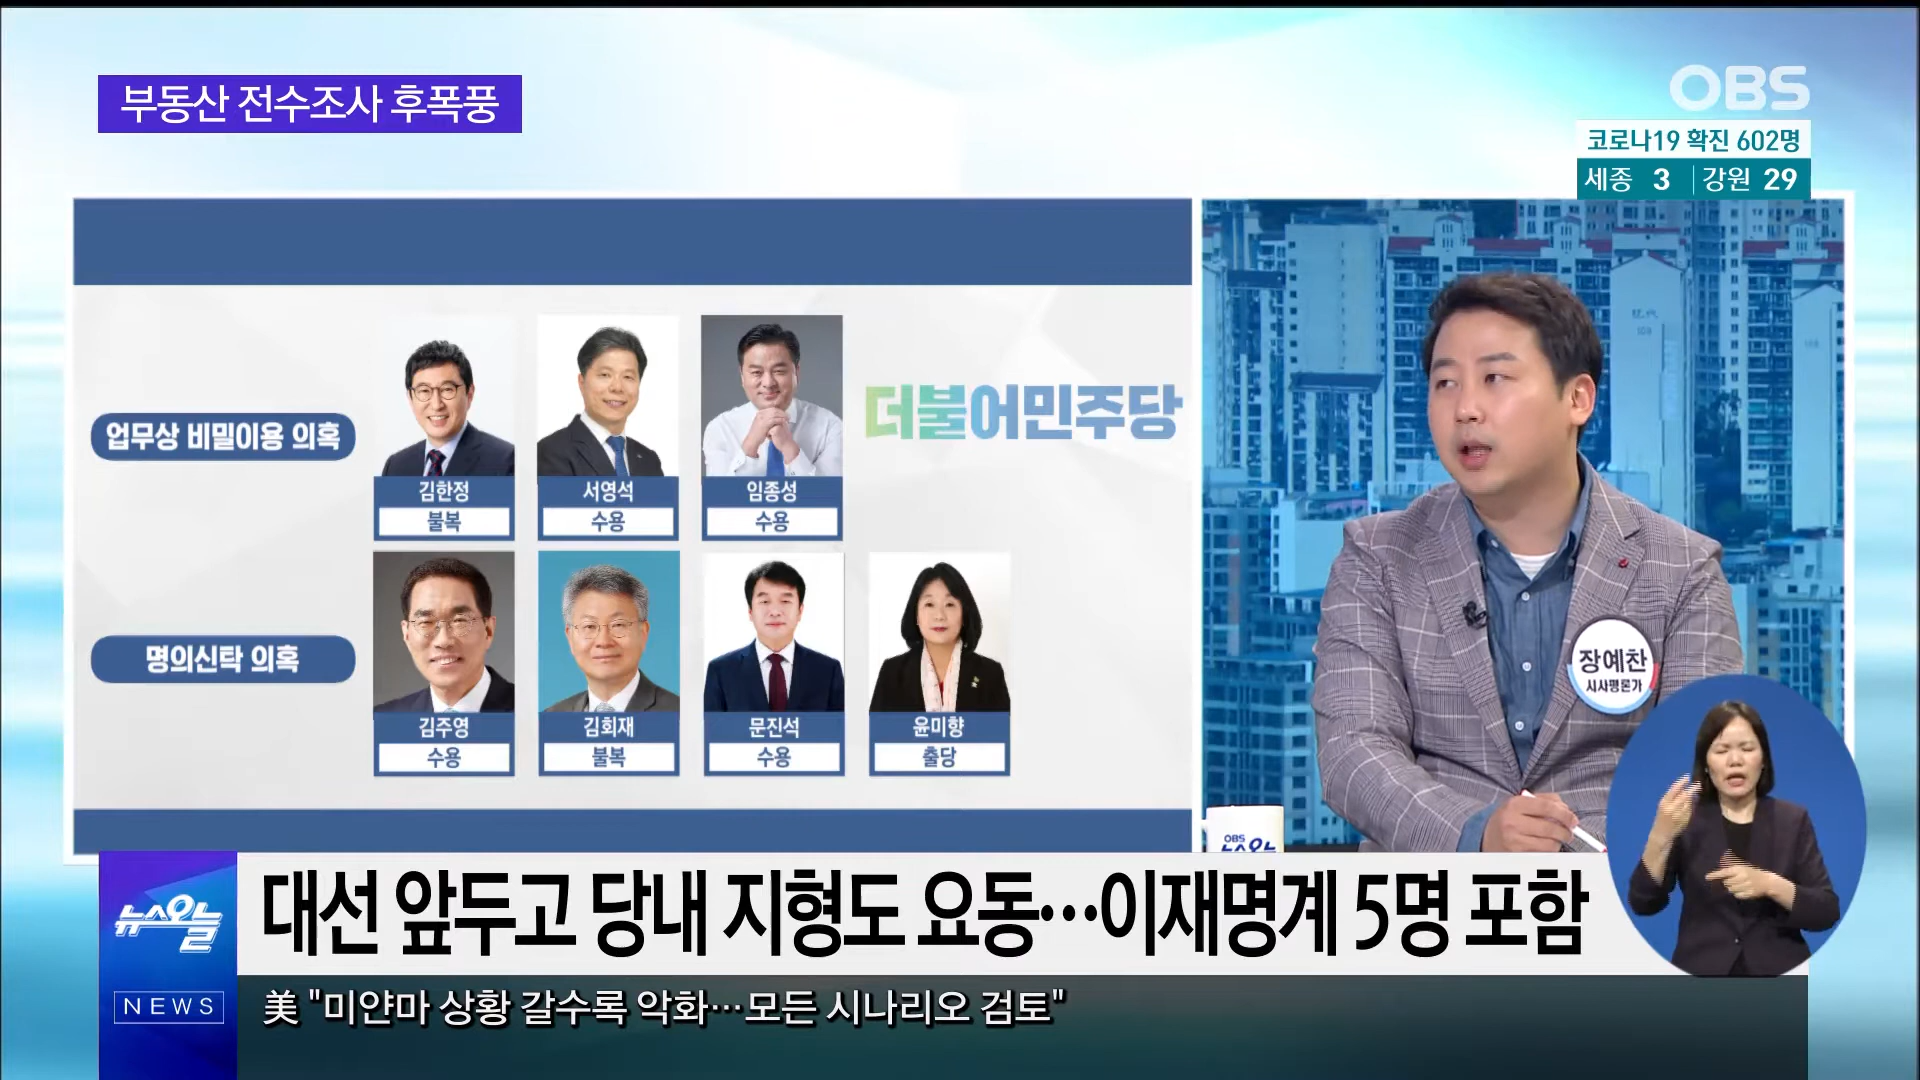 부동산 전수조사 후폭풍
OBS
코로나19 확진 602명
세종 3 강원 29
더불어민주당
업무상 비밀이용 의혹
김한정 서영석 임종성
불복 수용 수용
명의신탁 의혹
김주영 김회재 문진석 윤미향
수용 불복 수용 출당
장예찬
시사평론가
OBS
뉴스오늘
뉴스오늘
대선 앞두고 당내 지형도 요동…이재명계 5명 포함
NEWS
美 "미얀마 상황 갈수록 악화…모든 시나리오 검토"